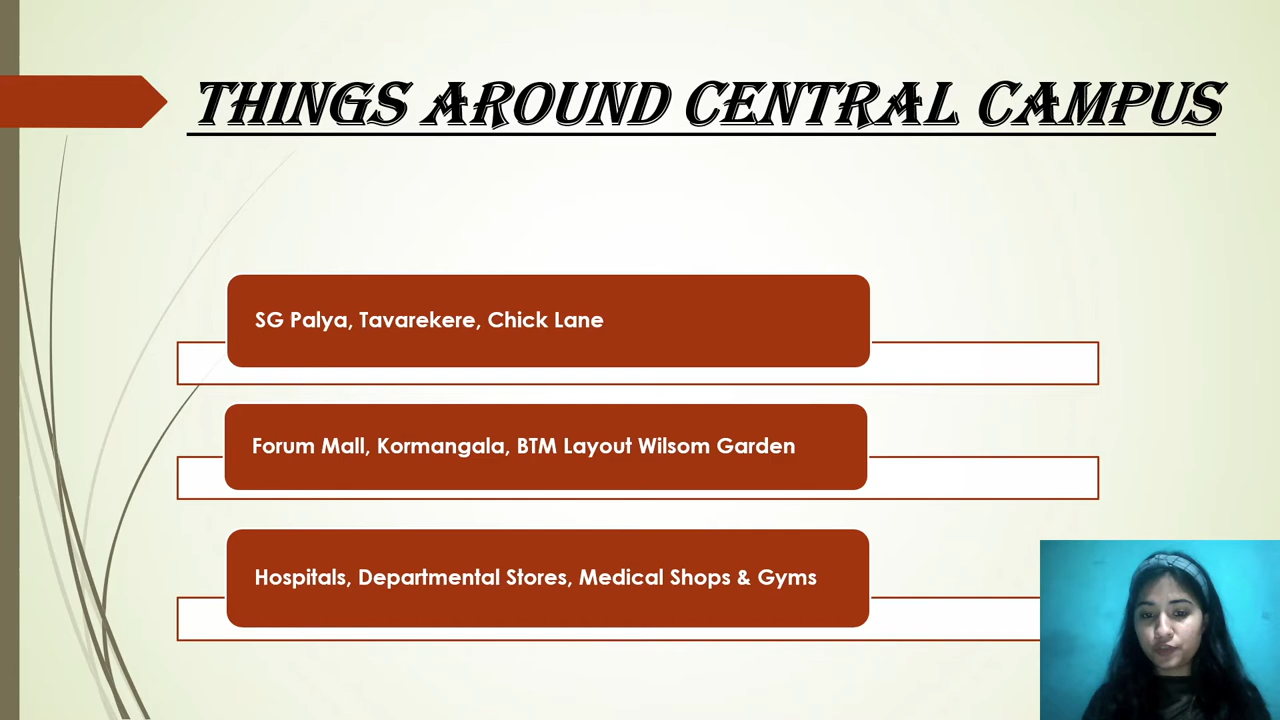 THINGS AROUND CENTRAL CAMPUS
SG Palya, Tavarekere, Chick Lane
Forum Mall, Kormangala, BTM Layout Wilsom Garden
Hospitals, Departmental Stores, Medical Shops & Gyms